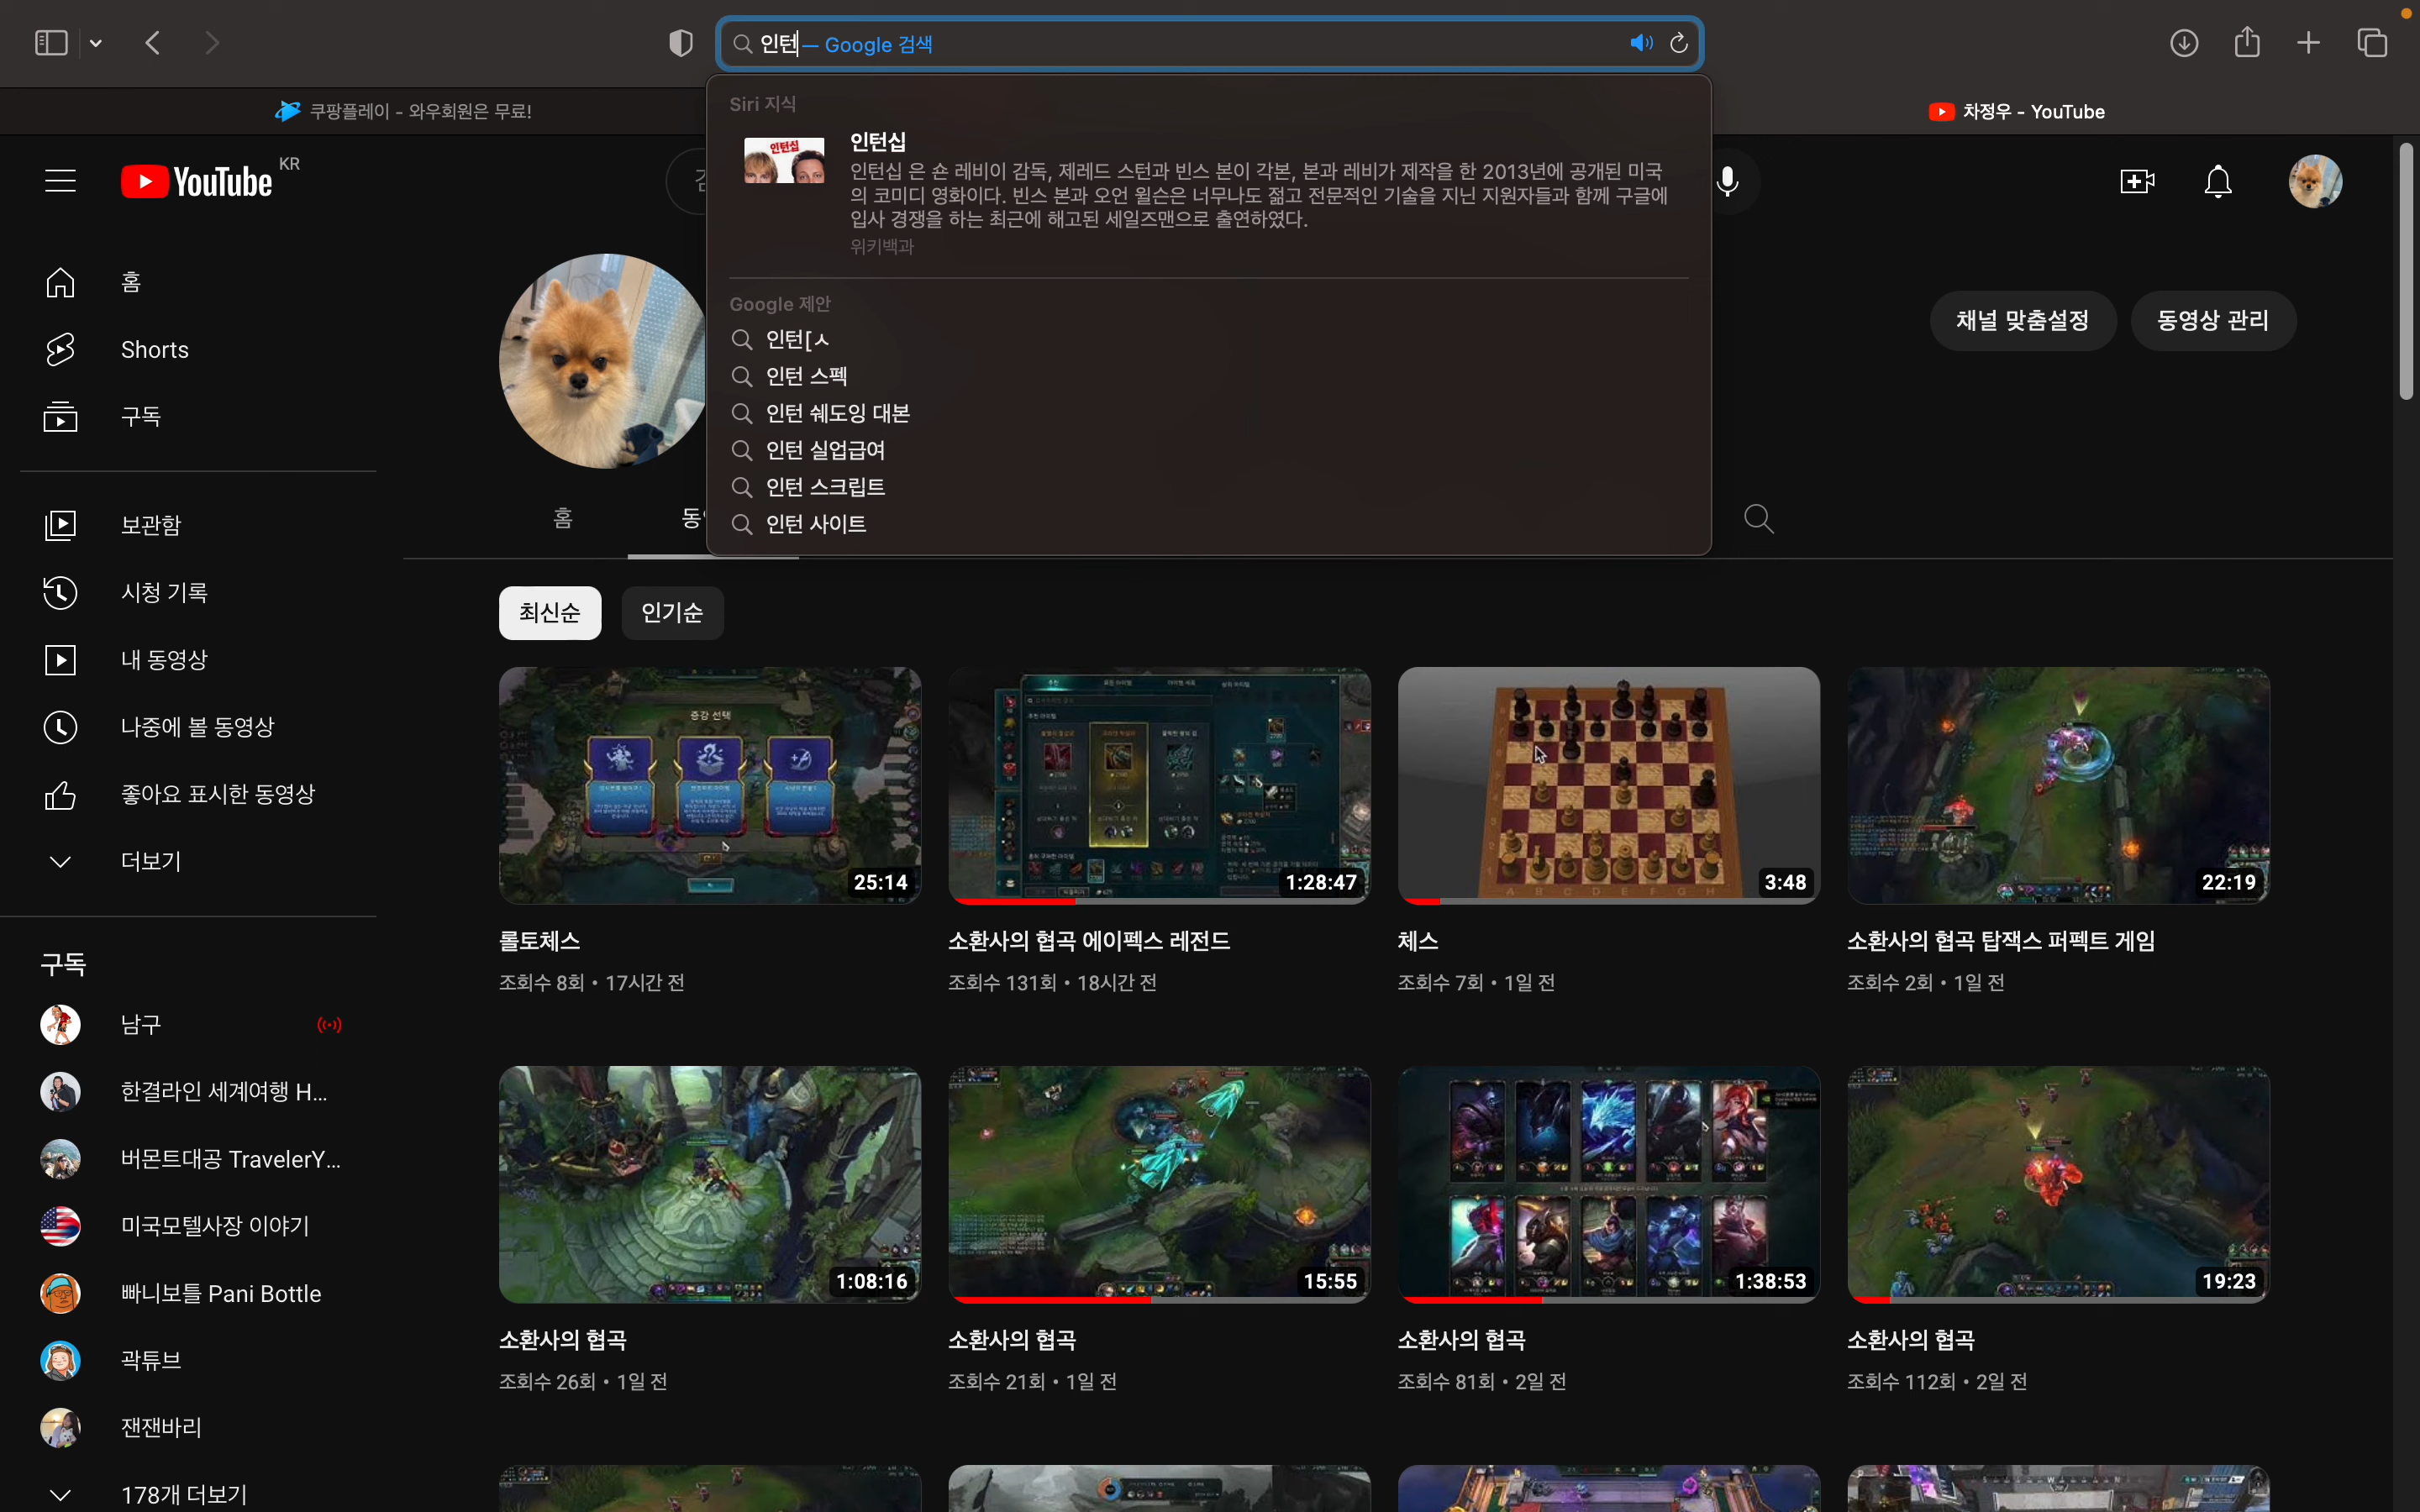 인턴 — Google 검색
쿠팡플레이 - 와우회원은 무료!
차정우 - YouTube
Siri 지식
인턴십
인턴십
인턴십 은 숀 레비이 감독, 제레드 스턴과 빈스 본이 각본, 본과 레비가 제작을 한 2013년에 공개된 미국
의 코미디 영화이다. 빈스 본과 오언 윌슨은 너무나도 젊고 전문적인 기술을 지닌 지원자들과 함께 구글에
입사 경쟁을 하는 최근에 해고된 세일즈맨으로 출연하였다.
위키백과
Google 제안
인턴[ㅅ
인턴 스펙
인턴 쉐도잉 대본
인턴 실업급여
인턴 스크립트
인턴 사이트
YouTube KR
채널 맞춤설정
동영상 관리
홈
Shorts
구독
보관함
시청 기록
내 동영상
나중에 볼 동영상
좋아요 표시한 동영상
더보기
구독
남구
한결라인 세계여행 H...
버몬트대공 TravelerY...
미국모텔사장 이야기
빠니보틀 Pani Bottle
곽튜브
잰잰바리
178개 더보기
홈
동
최신순
인기순
증강 선택
25:14
1:28:47
3:48
22:19
롤토체스
소환사의 협곡 에이펙스 레전드
체스
소환사의 협곡 탑잭스 퍼펙트 게임
조회수 8회 • 17시간 전
조회수 131회 • 18시간 전
조회수 7회 • 1일 전
조회수 2회 • 1일 전
1:08:16
15:55
1:38:53
19:23
소환사의 협곡
소환사의 협곡
소환사의 협곡
소환사의 협곡
조회수 26회 • 1일 전
조회수 21회 • 1일 전
조회수 81회 • 2일 전
조회수 112회 • 2일 전